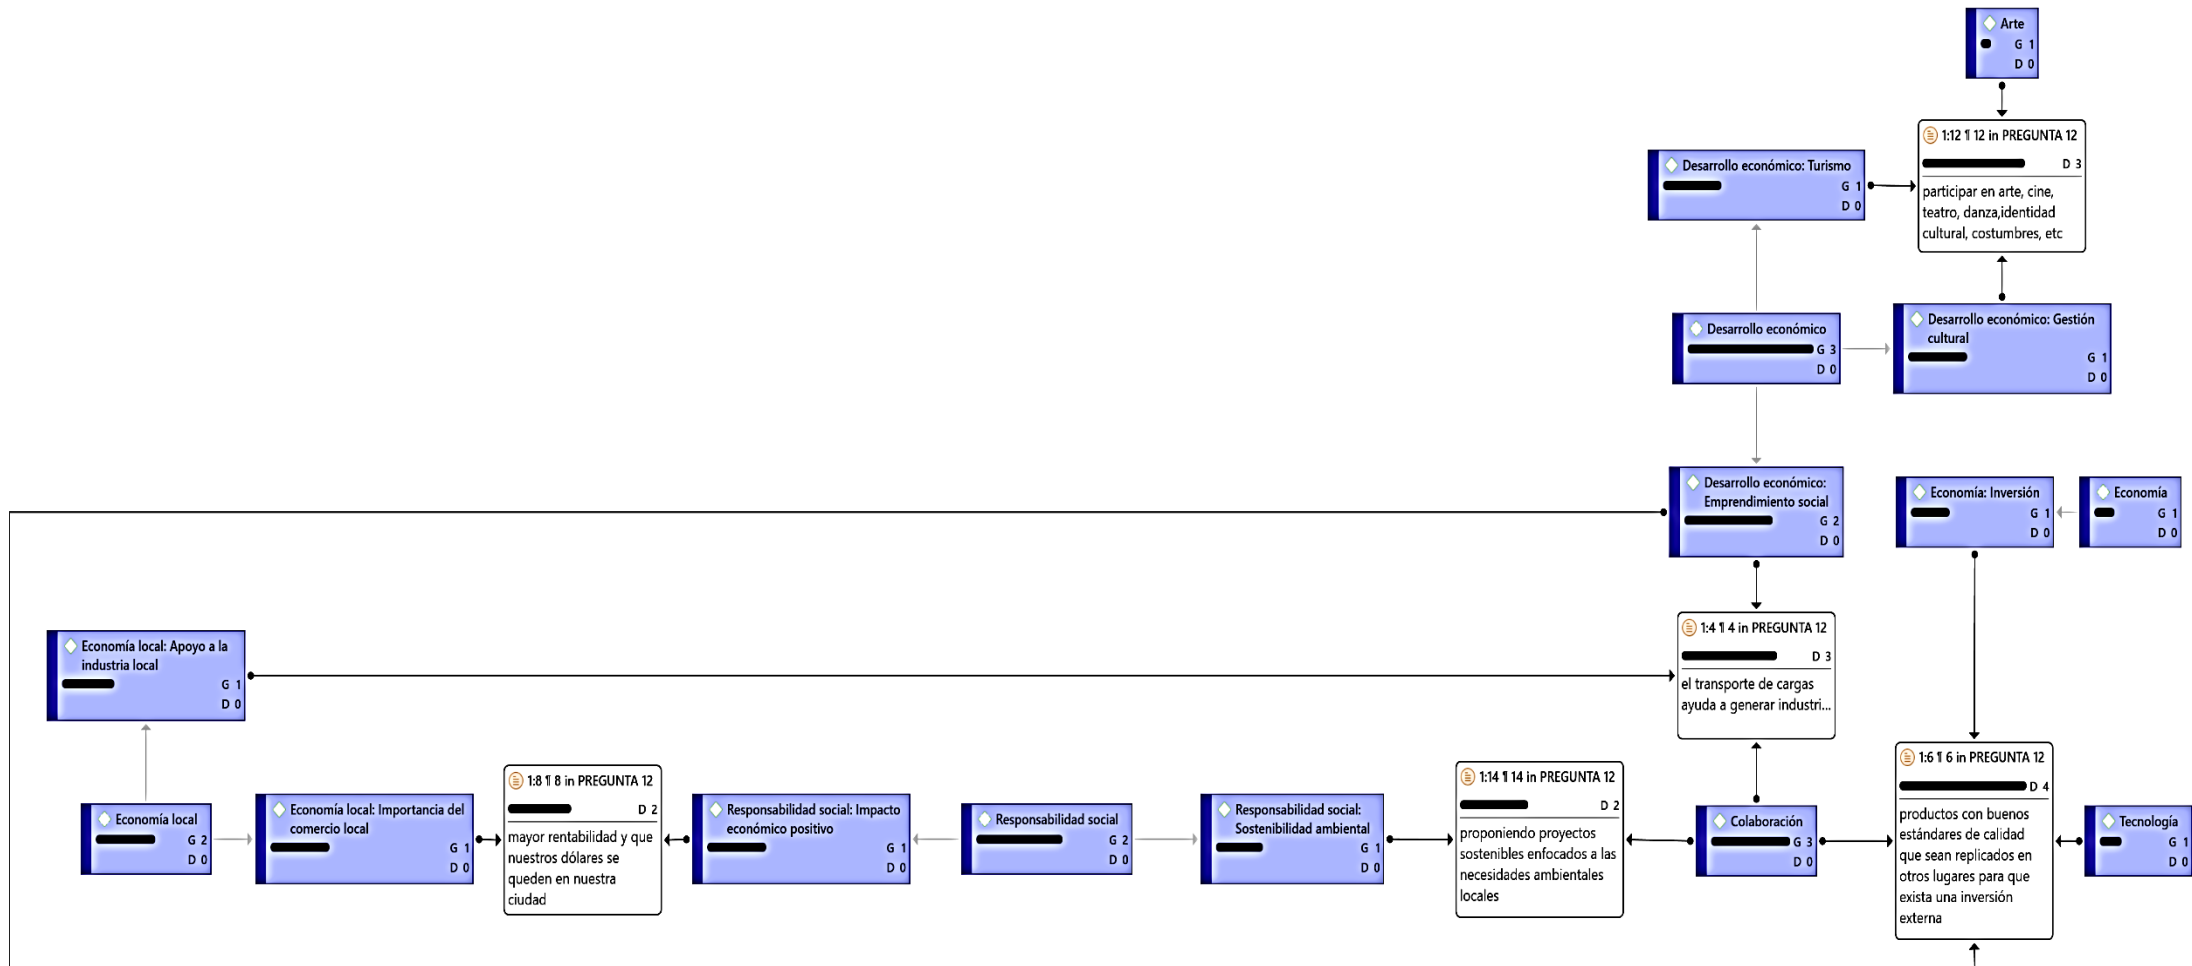 Arte
G 1
D 0
1:12 ¶ 12 in PREGUNTA 12
D 3
participar en arte, cine,
teatro, danza,identidad
cultural, costumbres, etc
Desarrollo económico: Turismo
G 1
D 0
Desarrollo económico
G 3
D 0
Desarrollo económico: Gestión
cultural
G 1
D 0
Desarrollo económico:
Emprendimiento social
G 2
D 0
Economía: Inversión
G 1
D 0
Economía
G 1
D 0
Economía local: Apoyo a la
industria local
G 1
D 0
1:4 ¶ 4 in PREGUNTA 12
D 3
el transporte de cargas
ayuda a generar industri...
Economía local
G 2
D 0
Economía local: Importancia del
comercio local
G 1
D 0
1:8 ¶ 8 in PREGUNTA 12
D 2
mayor rentabilidad y que
nuestros dólares se
queden en nuestra
ciudad
Responsabilidad social: Impacto
económico positivo
G 1
D 0
Responsabilidad social
G 2
D 0
Responsabilidad social:
Sostenibilidad ambiental
G 1
D 0
1:14 ¶ 14 in PREGUNTA 12
D 2
proponiendo proyectos
sostenibles enfocados a las
necesidades ambientales
locales
Colaboración
G 3
D 0
1:6 ¶ 6 in PREGUNTA 12
D 4
productos con buenos
estándares de calidad
que sean replicados en
otros lugares para que
exista una inversión
externa
Tecnología
G 1
D 0